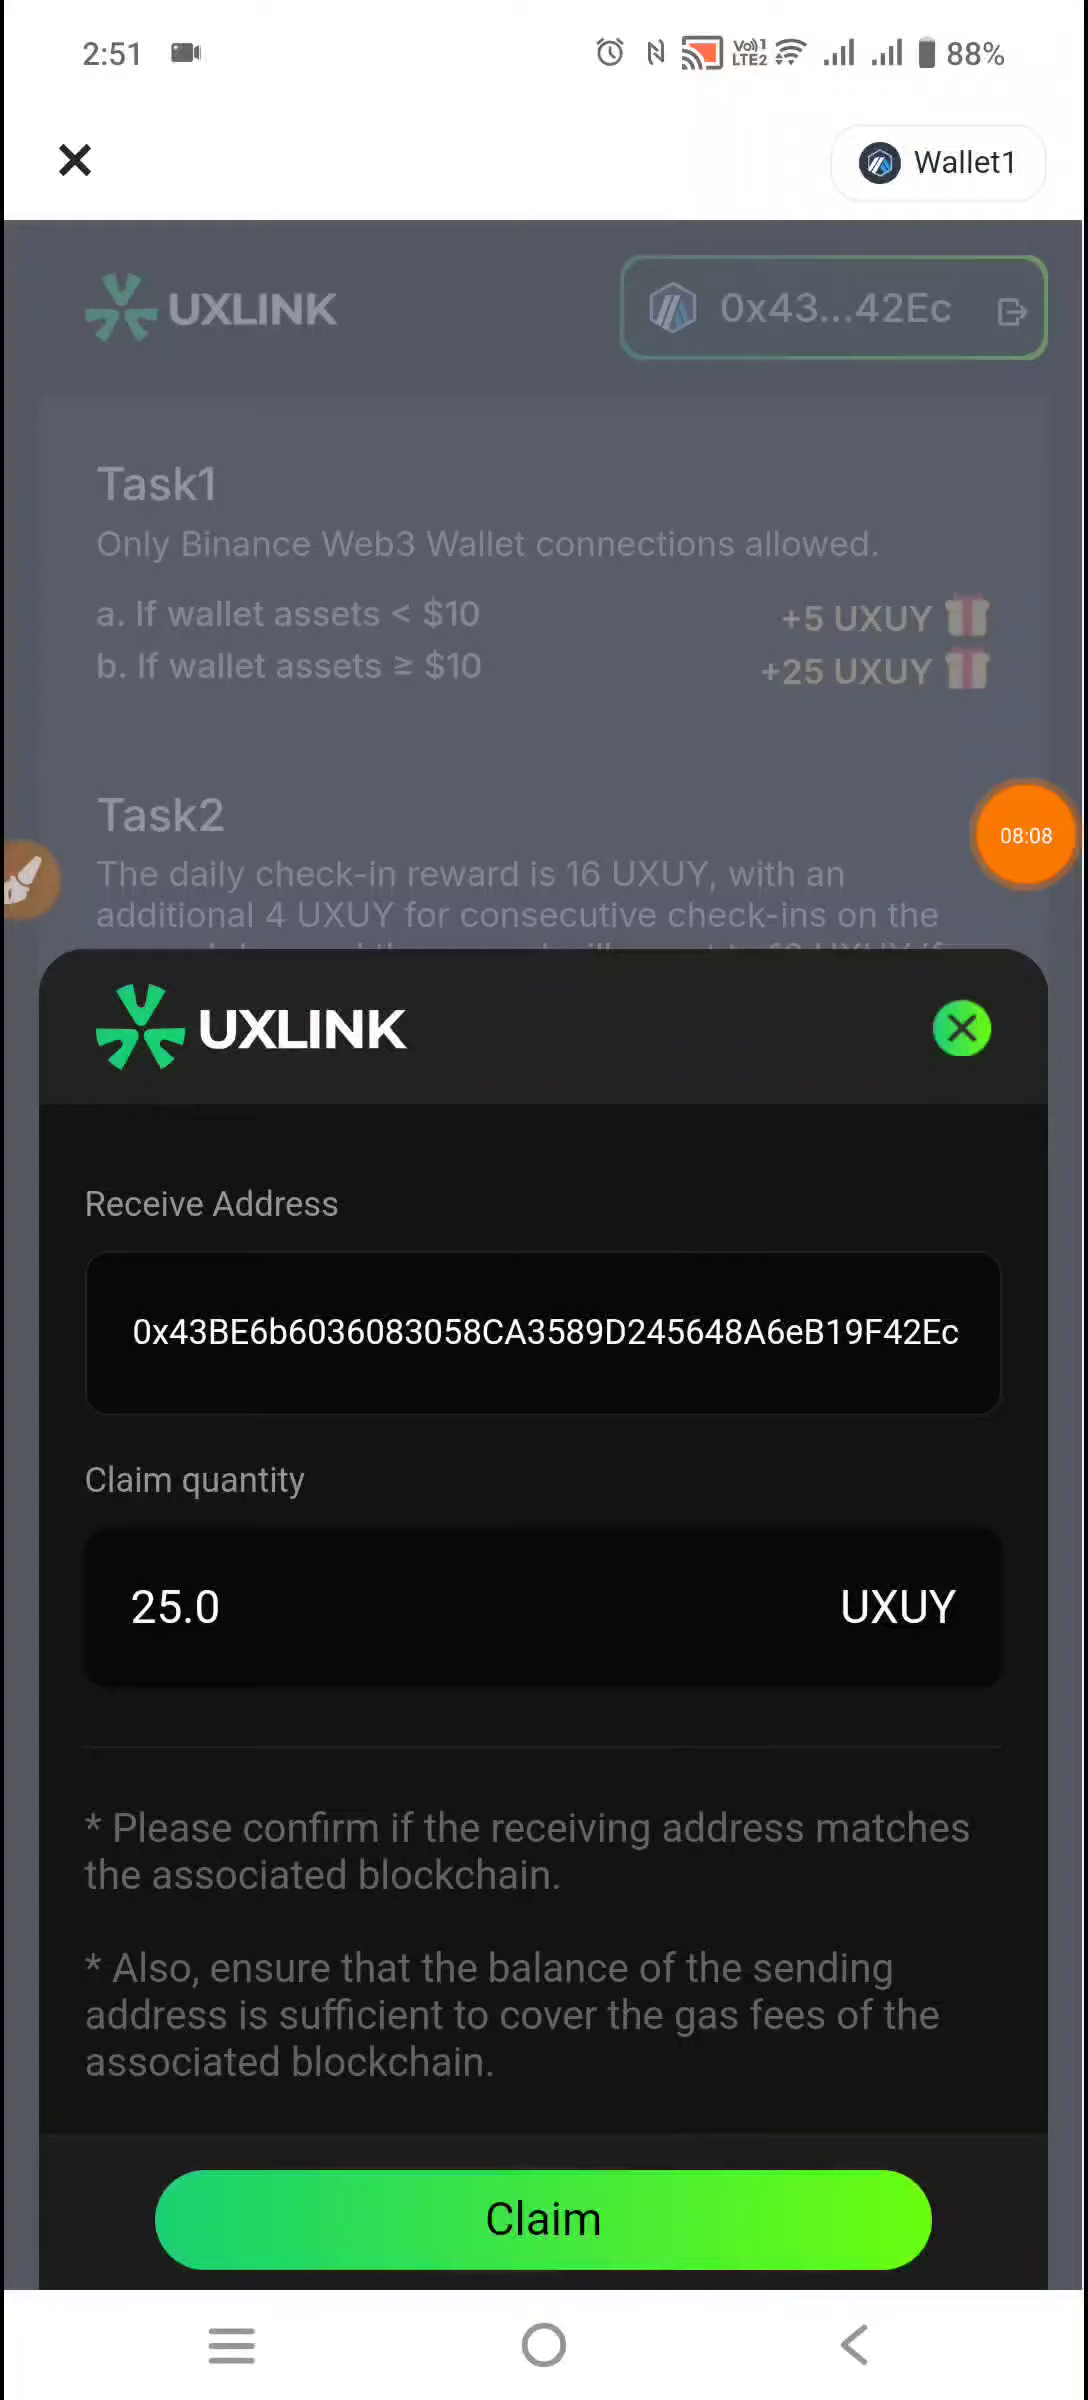 2:51
Vo)) 1
LTE2
88%
Wallet1
UXLINK
0x43...42Ec
Task1
Only Binance Web3 Wallet connections allowed.
a. If wallet assets < $10
+5 UXUY
b. If wallet assets ≥ $10
+25 UXUY
Task2
08:08
The daily check-in reward is 16 UXUY, with an
additional 4 UXUY for consecutive check-ins on the
UXLINK
Receive Address
0x43BE6b6036083058CA3589D245648A6eB19F42Ec
Claim quantity
25.0
UXUY
* Please confirm if the receiving address matches
the associated blockchain.
* Also, ensure that the balance of the sending
address is sufficient to cover the gas fees of the
associated blockchain.
Claim